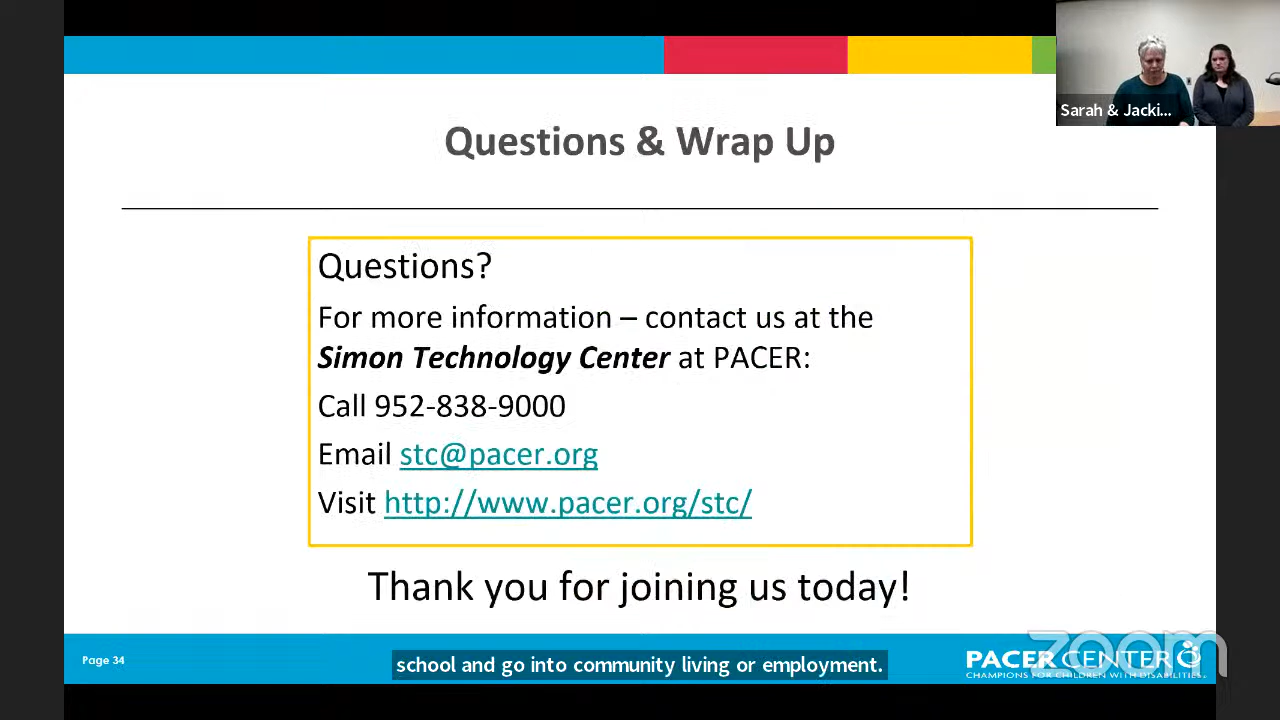 Sarah & Jacki...
Questions & Wrap Up
Questions?
For more information – contact us at the
Simon Technology Center at PACER:
Call 952-838-9000
Email stc@pacer.org
Visit http://www.pacer.org/stc/
Thank you for joining us today!
Page 34
school and go into community living or employment.
zoom
PACER CENTER
CHAMPIONS FOR CHILDREN WITH DISABILITIES